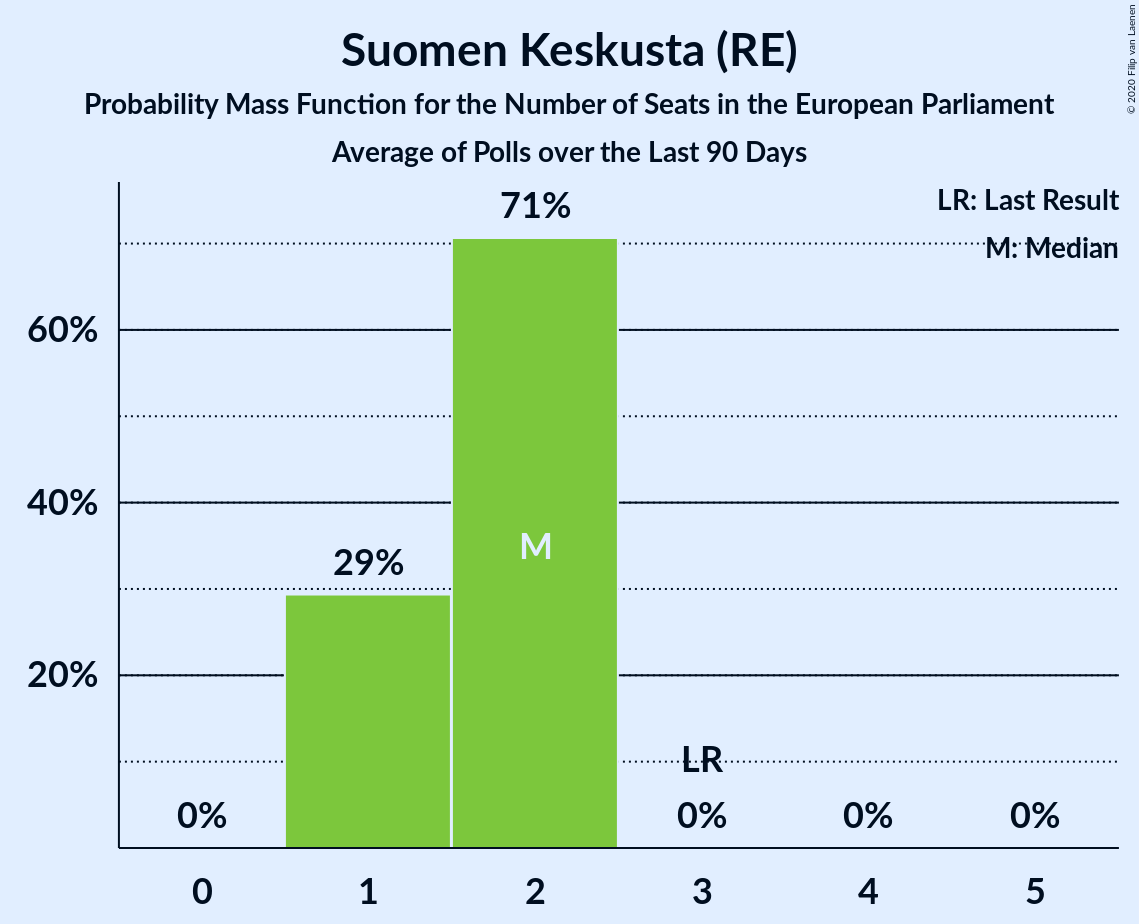 Suomen Keskusta (RE)
Probability Mass Function for the Number of Seats in the European Parliament
Average of Polls over the Last 90 Days
© 2020 Filip van Laenen
LR: Last Result
M: Median
71%
60%
40%
M
29%
20%
LR
0%
0%
0%
0%
0
1
2
3
4
5